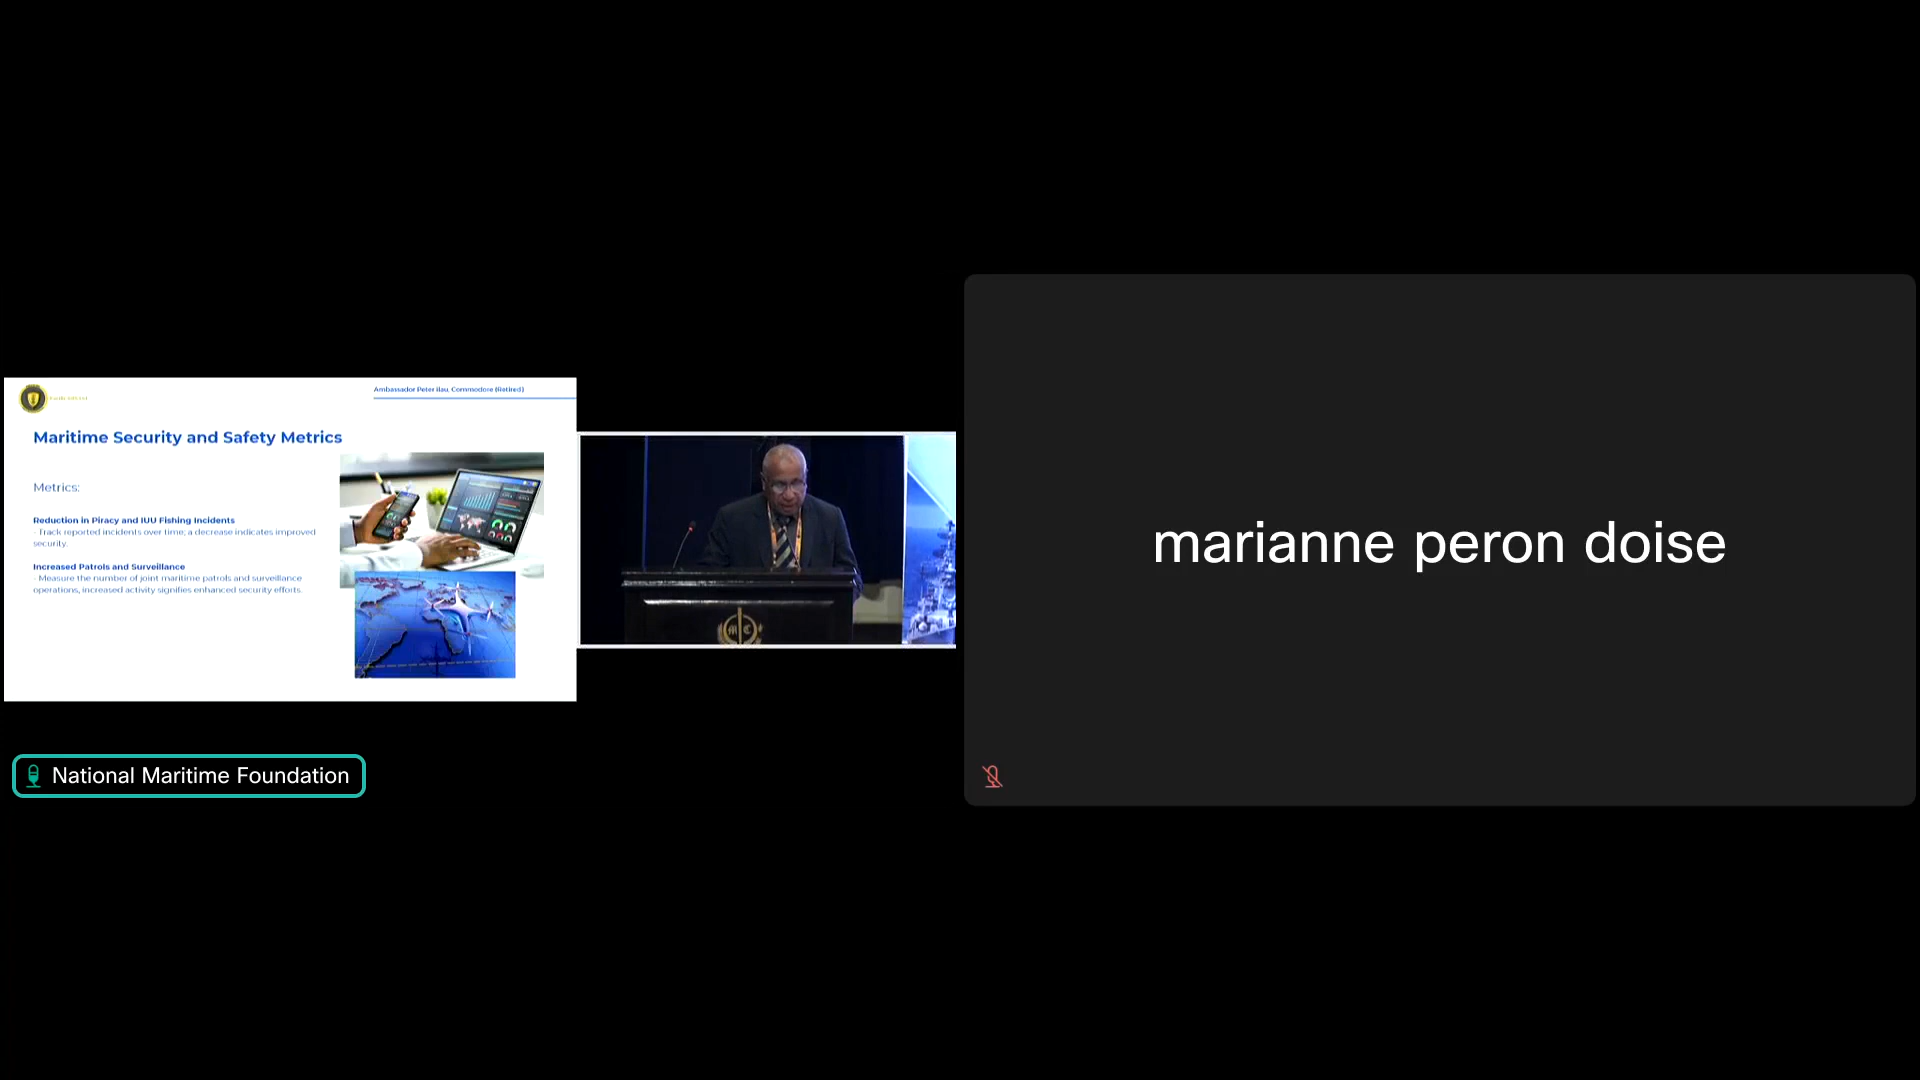 Ambassador Peter Ilau, Commodore (Retired)
Maritime Security and Safety Metrics
Metrics:
Reduction in Piracy and IUU Fishing Incidents
- Track reported incidents over time; a decrease indicates improved
security.
Increased Patrols and Surveillance
- Measure the number of joint maritime patrols and surveillance
operations, increased activity signifies enhanced security efforts.
National Maritime Foundation
marianne peron doise